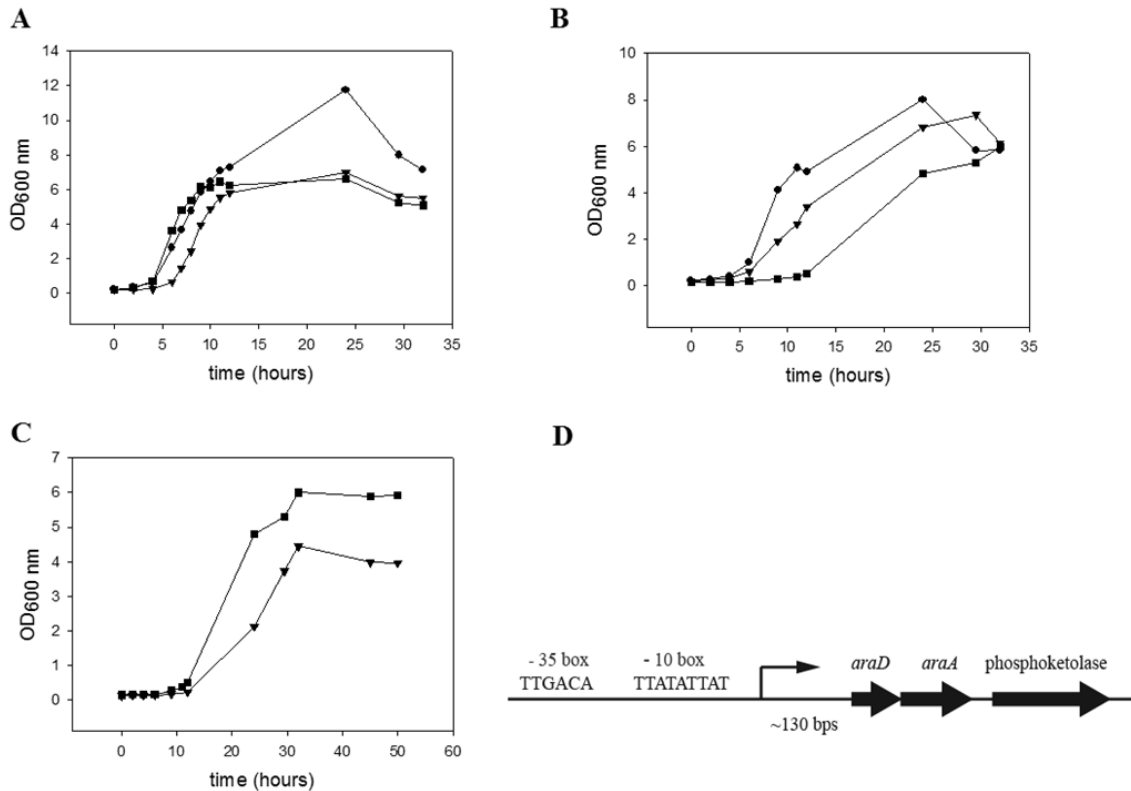 A
14
12
10
8
6
4
2
0
OD600 nm
0 5 10 15 20 25 30 35
time (hours)
B
10
8
6
4
2
0
OD600 nm
0 5 10 15 20 25 30 35
time (hours)
C
7
6
5
4
3
2
1
0
OD600 nm
0 10 20 30 40 50 60
time (hours)
D
- 35 box
TTGACA
- 10 box
TTATATTAT
araD araA phosphoketolase
~130 bps